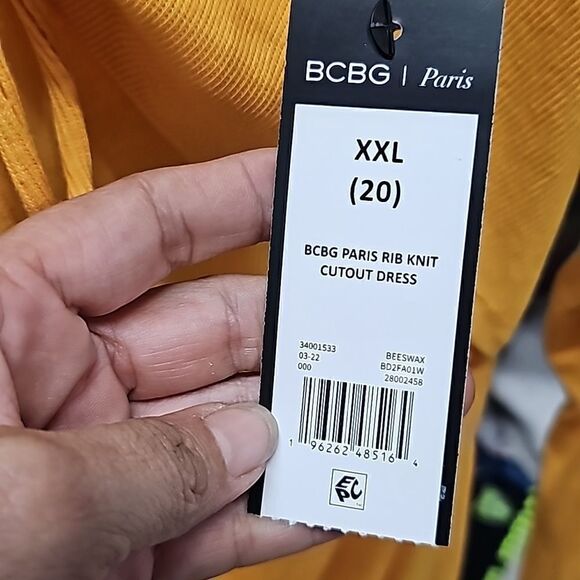 BCBG | Paris
XXL
(20)
BCBG PARIS RIB KNIT
CUTOUT DRESS
34001533
03-22
000
BEESWAX
BD2FA01W
28002458
1 96262 48516 4
EPC